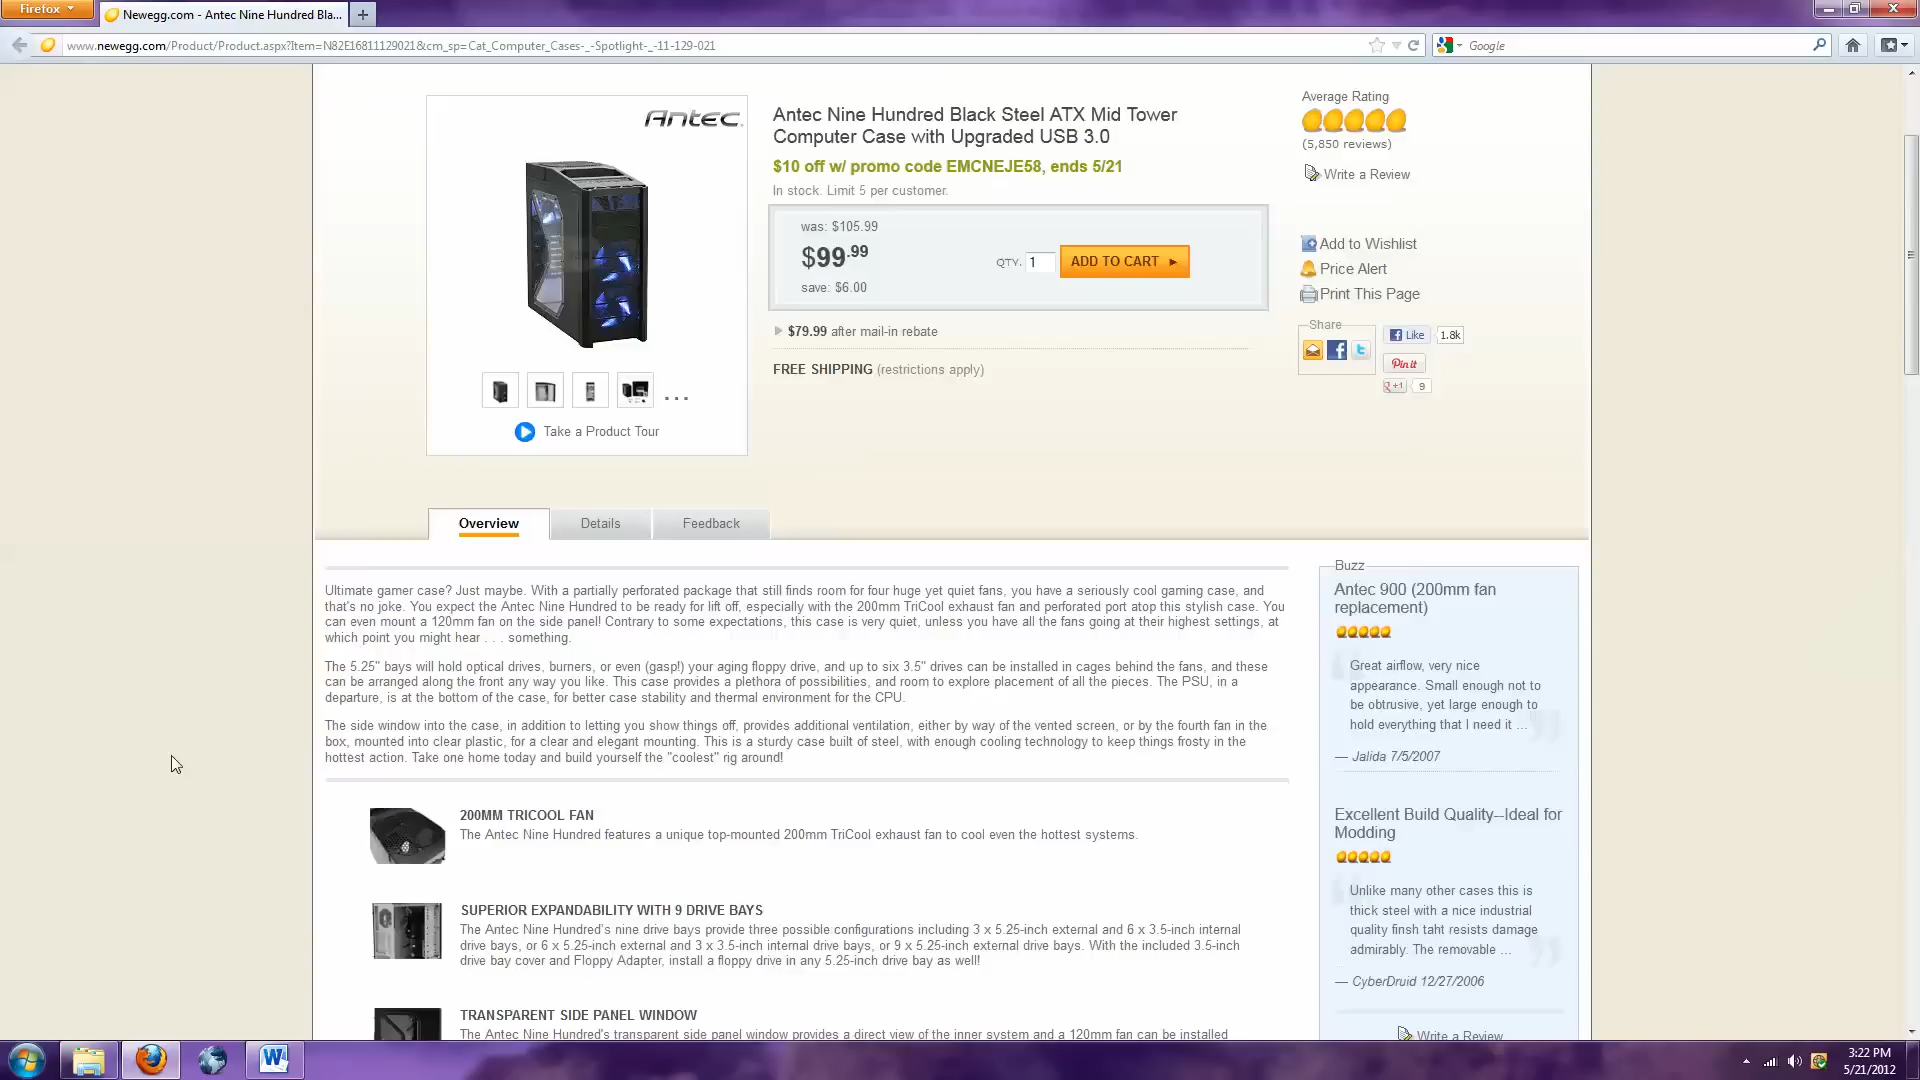 Firefox
Newegg.com - Antec Nine Hundred Bla...
www.newegg.com/Product/Product.aspx?Item=N82E16811129021&cm_sp=Cat_Computer_Cases-_-Spotlight-_-11-129-021
Google
Antec
Antec Nine Hundred Black Steel ATX Mid Tower
Computer Case with Upgraded USB 3.0
$10 off w/ promo code EMCNEJE58, ends 5/21
In stock. Limit 5 per customer.
was: $105.99
$99.99
save: $6.00
QTY. 1
ADD TO CART
$79.99 after mail-in rebate
FREE SHIPPING (restrictions apply)
...
Take a Product Tour
Average Rating
(5,850 reviews)
Write a Review
Add to Wishlist
Price Alert
Print This Page
Share
Like 1.8k
Pin it
+1 9
Overview
Details
Feedback
Ultimate gamer case? Just maybe. With a partially perforated package that still finds room for four huge yet quiet fans, you have a seriously cool gaming case, and
that's no joke. You expect the Antec Nine Hundred to be ready for lift off, especially with the 200mm TriCool exhaust fan and perforated port atop this stylish case. You
can even mount a 120mm fan on the side panel! Contrary to some expectations, this case is very quiet, unless you have all the fans going at their highest settings, at
which point you might hear . . . something.
The 5.25" bays will hold optical drives, burners, or even (gasp!) your aging floppy drive, and up to six 3.5" drives can be installed in cages behind the fans, and these
can be arranged along the front any way you like. This case provides a plethora of possibilities, and room to explore placement of all the pieces. The PSU, in a
departure, is at the bottom of the case, for better case stability and thermal environment for the CPU.
The side window into the case, in addition to letting you show things off, provides additional ventilation, either by way of the vented screen, or by the fourth fan in the
box, mounted into clear plastic, for a clear and elegant mounting. This is a sturdy case built of steel, with enough cooling technology to keep things frosty in the
hottest action. Take one home today and build yourself the "coolest" rig around!
200MM TRICOOL FAN
The Antec Nine Hundred features a unique top-mounted 200mm TriCool exhaust fan to cool even the hottest systems.
SUPERIOR EXPANDABILITY WITH 9 DRIVE BAYS
The Antec Nine Hundred's nine drive bays provide three possible configurations including 3 x 5.25-inch external and 6 x 3.5-inch internal
drive bays, or 6 x 5.25-inch external and 3 x 3.5-inch internal drive bays, or 9 x 5.25-inch external drive bays. With the included 3.5-inch
drive bay cover and Floppy Adapter, install a floppy drive in any 5.25-inch drive bay as well!
TRANSPARENT SIDE PANEL WINDOW
The Antec Nine Hundred's transparent side panel window provides a direct view of the inner system and a 120mm fan can be installed
Buzz
Antec 900 (200mm fan
replacement)
Great airflow, very nice
appearance. Small enough not to
be obtrusive, yet large enough to
hold everything that I need it ...
— Jalida 7/5/2007
Excellent Build Quality--Ideal for
Modding
Unlike many other cases this is
thick steel with a nice industrial
quality finsh taht resists damage
admirably. The removable ...
— CyberDruid 12/27/2006
Write a Review
3:22 PM
5/21/2012